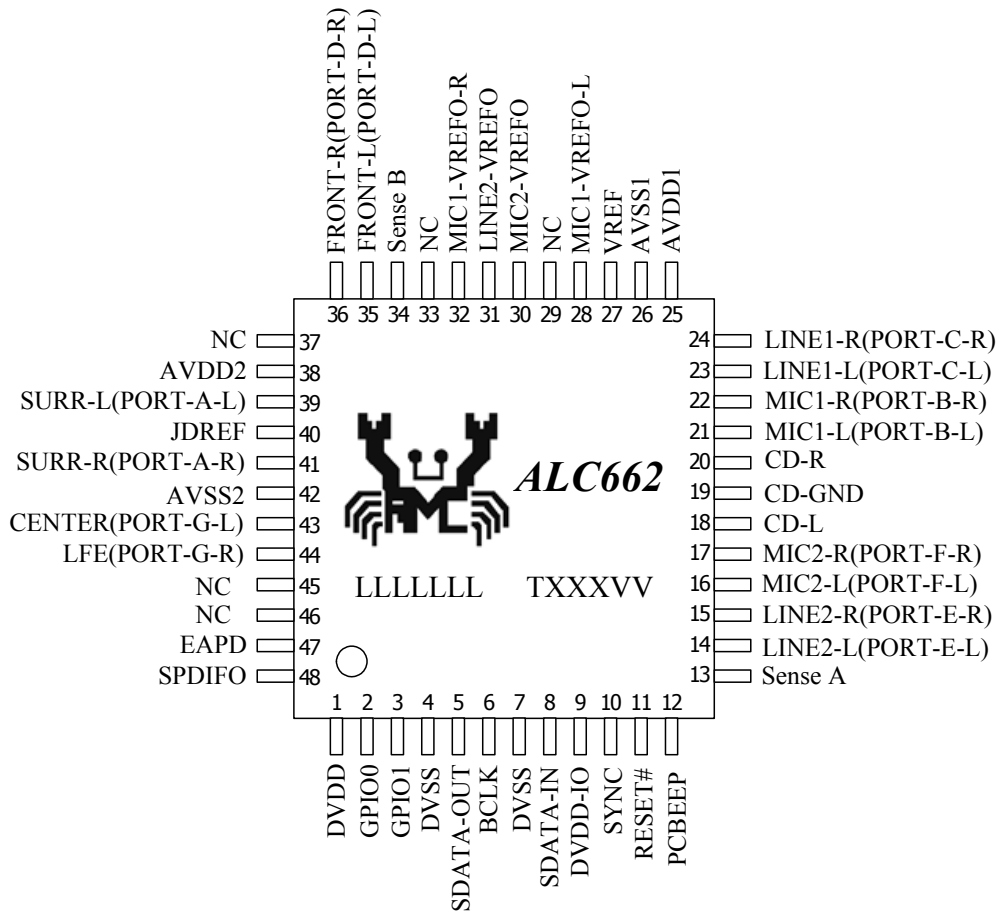 FRONT-R(PORT-D-R)
FRONT-L(PORT-D-L)
Sense B
NC
MIC1-VREFO-R
LINE2-VREFO
MIC2-VREFO
NC
MIC1-VREFO-L
VREF
AVSS1
AVDD1
36 35 34 33 32 31 30 29 28 27 26 25
NC 37
AVDD2 38
SURR-L(PORT-A-L) 39
JDREF 40
SURR-R(PORT-A-R) 41
AVSS2 42
CENTER(PORT-G-L) 43
LFE(PORT-G-R) 44
NC 45
NC 46
EAPD 47
SPDIFO 48
ALC662
LLLLLLL TXXXVV
24 LINE1-R(PORT-C-R)
23 LINE1-L(PORT-C-L)
22 MIC1-R(PORT-B-R)
21 MIC1-L(PORT-B-L)
20 CD-R
19 CD-GND
18 CD-L
17 MIC2-R(PORT-F-R)
16 MIC2-L(PORT-F-L)
15 LINE2-R(PORT-E-R)
14 LINE2-L(PORT-E-L)
13 Sense A
1 2 3 4 5 6 7 8 9 10 11 12
DVDD
GPIO0
GPIO1
DVSS
SDATA-OUT
BCLK
DVSS
SDATA-IN
DVDD-IO
SYNC
RESET#
PCBEEP